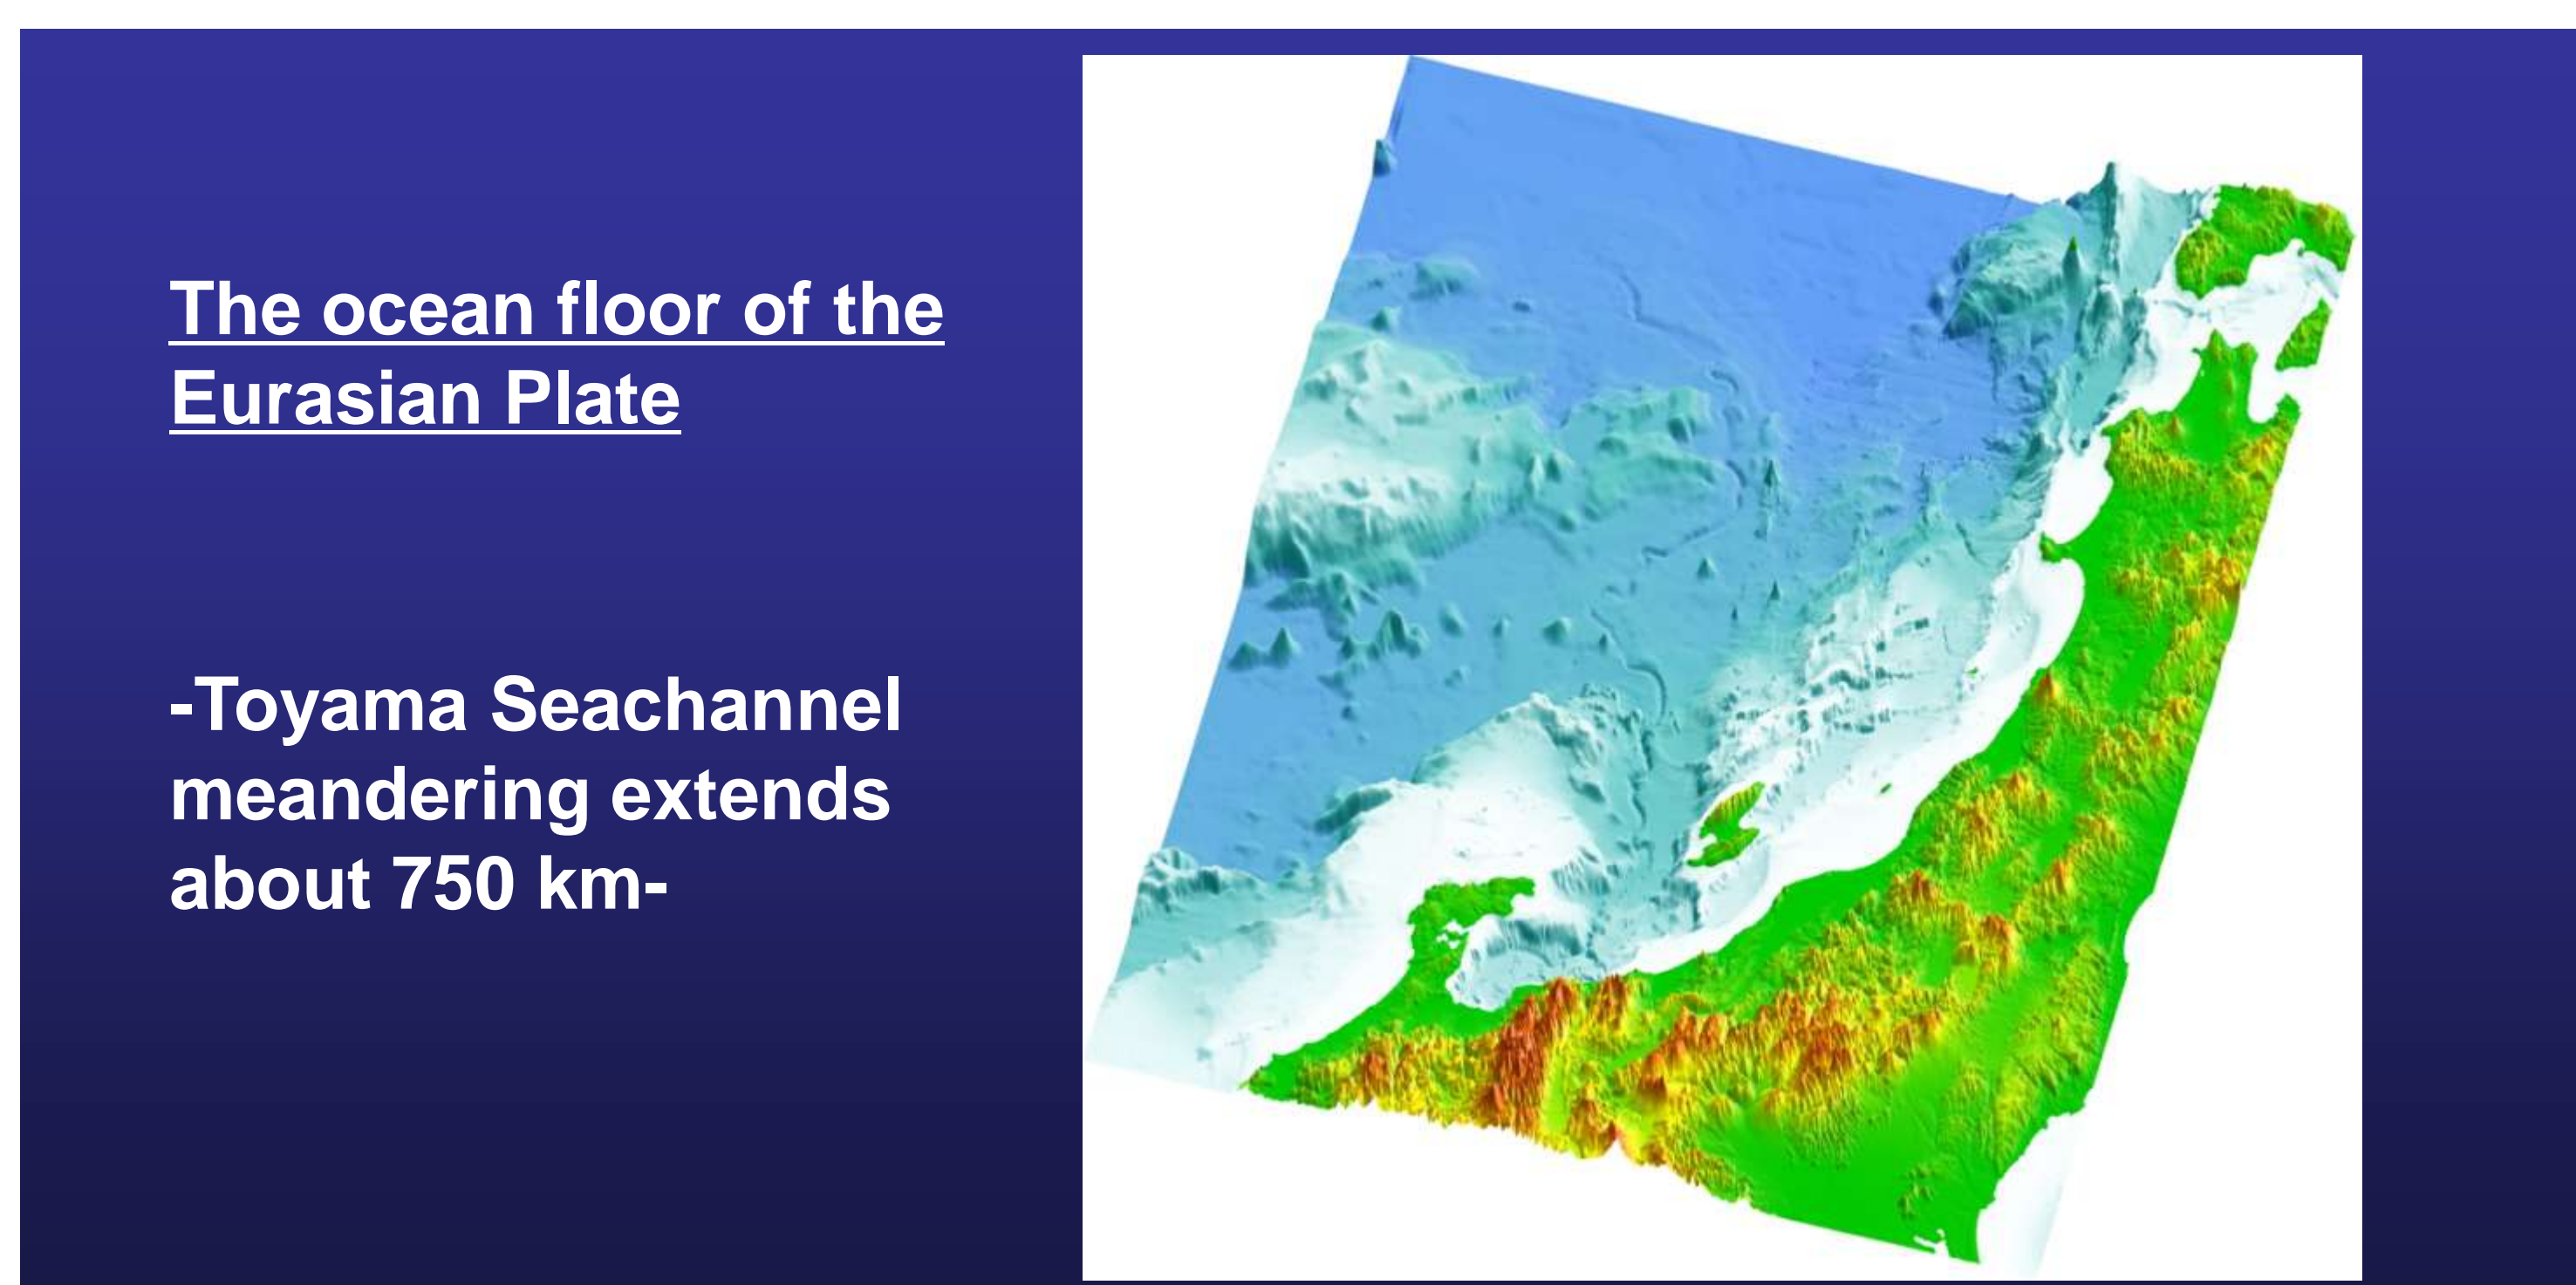 The ocean floor of the
Eurasian Plate
-Toyama Seachannel
meandering extends
about 750 km-